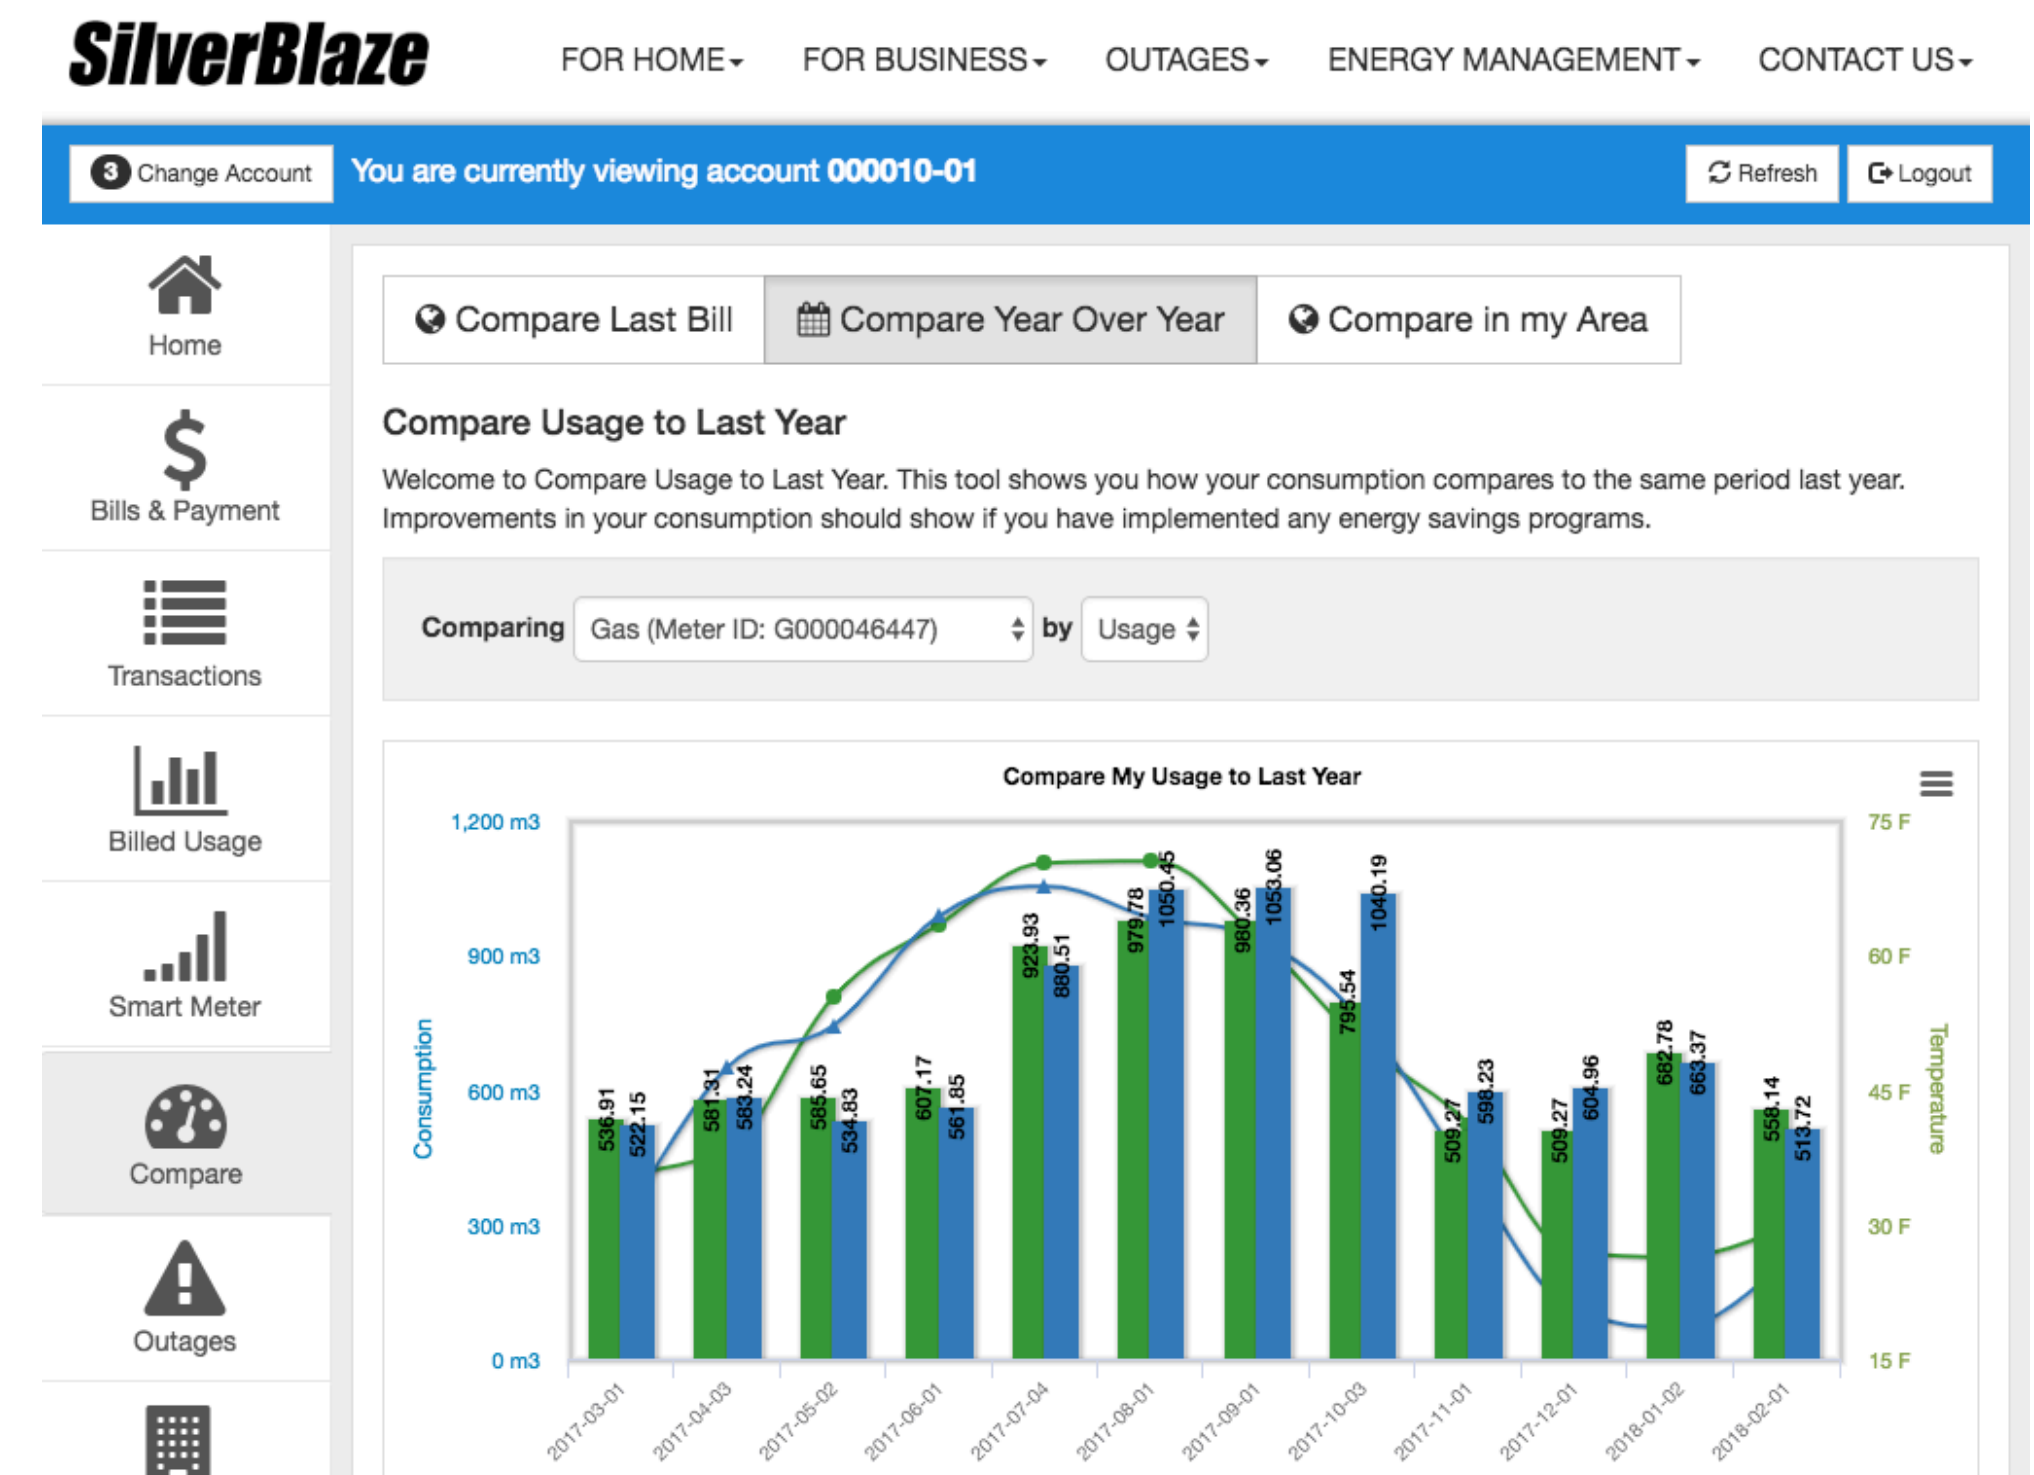 SilverBlaze
FOR HOME
FOR BUSINESS
OUTAGES
ENERGY MANAGEMENT
CONTACT US
3 Change Account
You are currently viewing account 000010-01
Refresh
Logout
Home
Bills & Payment
Transactions
Billed Usage
Smart Meter
Compare
Outages
Compare Last Bill
Compare Year Over Year
Compare in my Area
Compare Usage to Last Year
Welcome to Compare Usage to Last Year. This tool shows you how your consumption compares to the same period last year.
Improvements in your consumption should show if you have implemented any energy savings programs.
Comparing Gas (Meter ID: G000046447) by Usage
Compare My Usage to Last Year
1,200 m3
900 m3
600 m3
300 m3
0 m3
Consumption
536.91
522.15
581.31
583.24
585.65
534.83
607.17
561.85
923.93
880.51
979.78
1050.45
980.36
1053.06
795.54
1040.19
509.27
598.23
509.27
604.96
682.78
663.37
558.14
513.72
75 F
60 F
45 F
30 F
15 F
Temperature
2017-03-01
2017-04-03
2017-05-02
2017-06-01
2017-07-04
2017-08-01
2017-09-01
2017-10-03
2017-11-01
2017-12-01
2018-01-02
2018-02-01